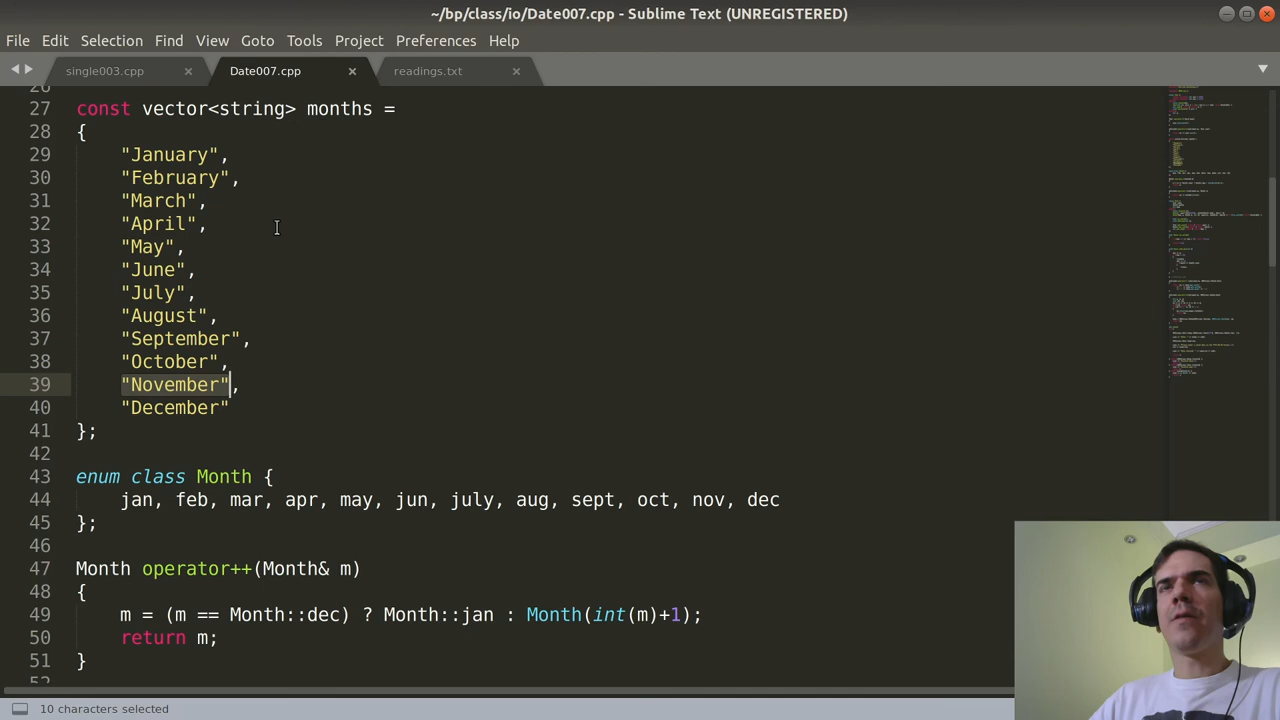 ~/bp/class/io/Date007.cpp - Sublime Text (UNREGISTERED)
File Edit Selection Find View Goto Tools Project Preferences Help
single003.cpp × Date007.cpp × readings.txt ×
26
27 const vector<string> months =
28 {
29 "January",
30 "February",
31 "March",
32 "April",
33 "May",
34 "June",
35 "July",
36 "August",
37 "September",
38 "October",
39 "November",
40 "December"
41 };
42
43 enum class Month {
44 jan, feb, mar, apr, may, jun, july, aug, sept, oct, nov, dec
45 };
46
47 Month operator++(Month& m)
48 {
49 m = (m == Month::dec) ? Month::jan : Month(int(m)+1);
50 return m;
51 }
52
10 characters selected